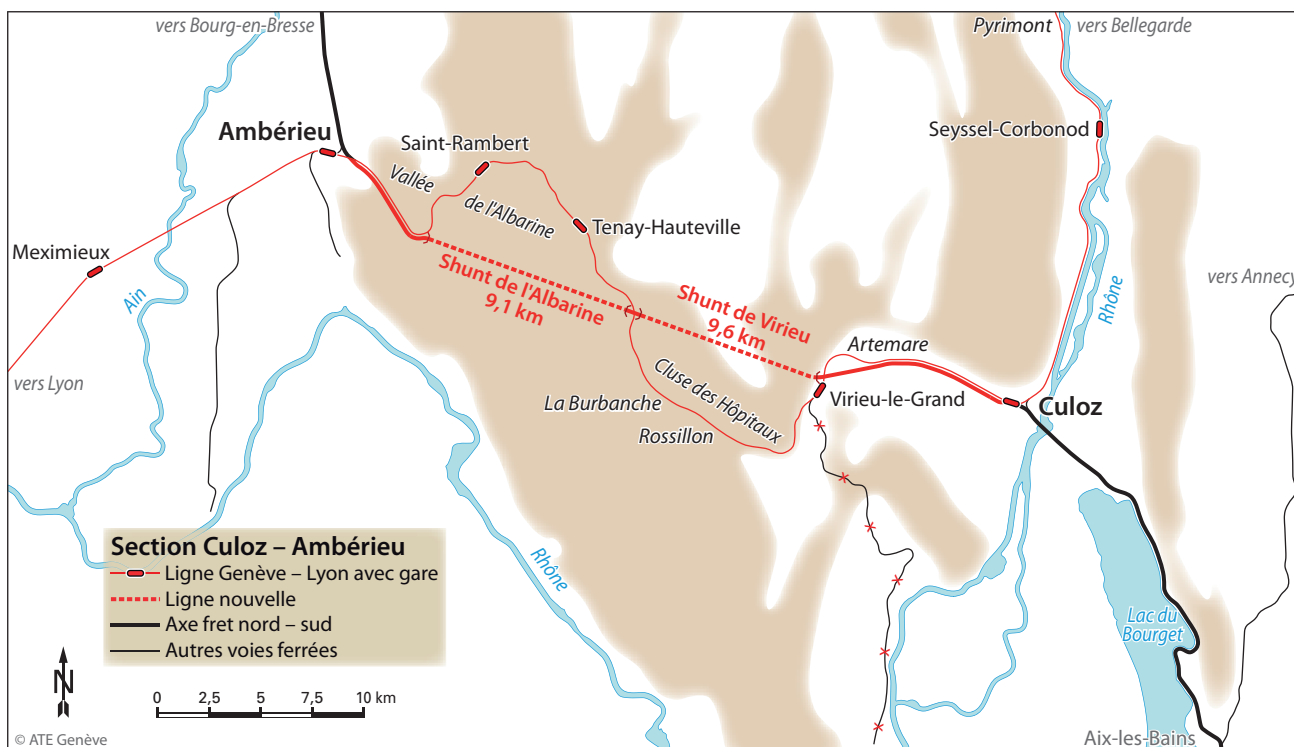 vers Bourg-en-Bresse
Pyrimont
vers Bellegarde
Ambérieu
Saint-Rambert
Seyssel-Corbonod
Vallée
de l'Albarine
Tenay-Hauteville
Meximieux
Ain
Shunt de l'Albarine
9,1 km
Shunt de Virieu
9,6 km
vers Annecy
Rhône
Artemare
vers Lyon
Cluse des Hôpitaux
La Burbanche
Virieu-le-Grand
Culoz
Rossillon
Rhône
Section Culoz – Ambérieu
Ligne Genève – Lyon avec gare
Ligne nouvelle
Axe fret nord – sud
Autres voies ferrées
Lac du
Bourget
N
0 2,5 5 7,5 10 km
© ATE Genève
Aix-les-Bains